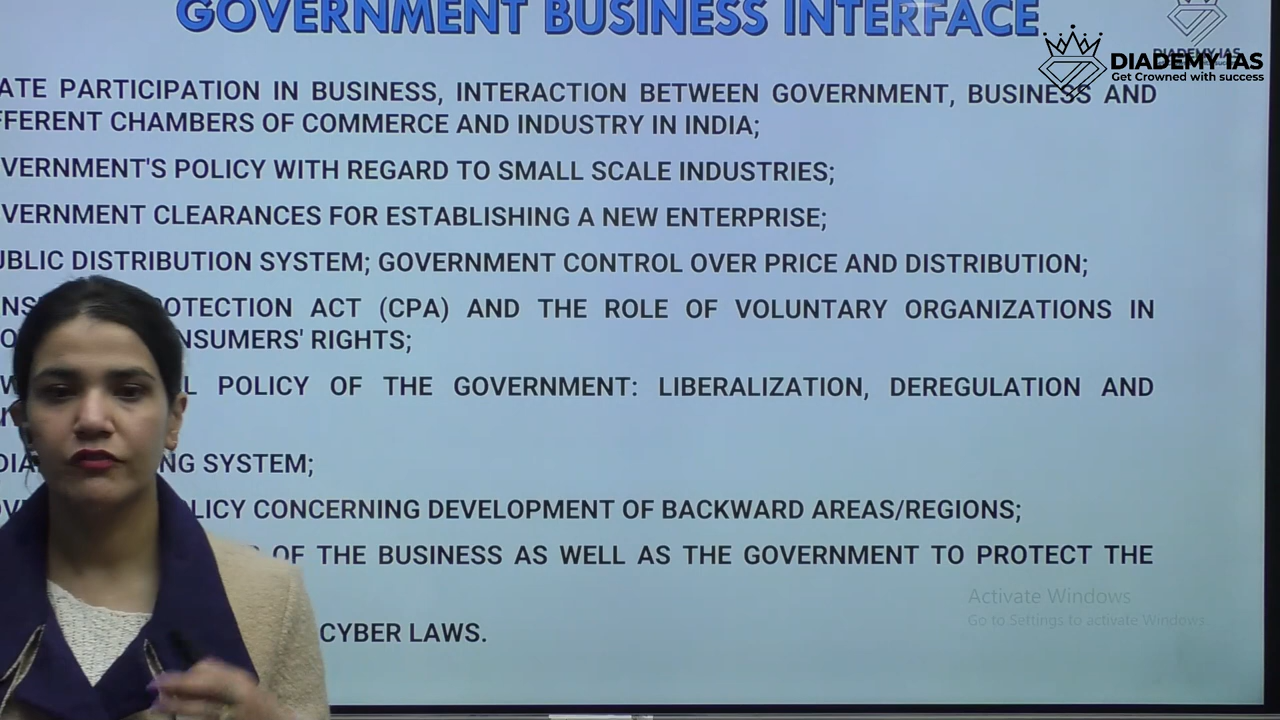 GOVERNMENT BUSINESS INTERFACE
DIADEMY IAS
Get Crowned with success
ATE PARTICIPATION IN BUSINESS, INTERACTION BETWEEN GOVERNMENT, BUSINESS AND
FFERENT CHAMBERS OF COMMERCE AND INDUSTRY IN INDIA;
VERNMENT'S POLICY WITH REGARD TO SMALL SCALE INDUSTRIES;
VERNMENT CLEARANCES FOR ESTABLISHING A NEW ENTERPRISE;
UBLIC DISTRIBUTION SYSTEM; GOVERNMENT CONTROL OVER PRICE AND DISTRIBUTION;
OTECTION ACT (CPA) AND THE ROLE OF VOLUNTARY ORGANIZATIONS IN
NSUMERS' RIGHTS;
POLICY OF THE GOVERNMENT: LIBERALIZATION, DEREGULATION AND
NG SYSTEM;
LICY CONCERNING DEVELOPMENT OF BACKWARD AREAS/REGIONS;
OF THE BUSINESS AS WELL AS THE GOVERNMENT TO PROTECT THE
CYBER LAWS.
Activate Windows
Go to Settings to activate Windows.